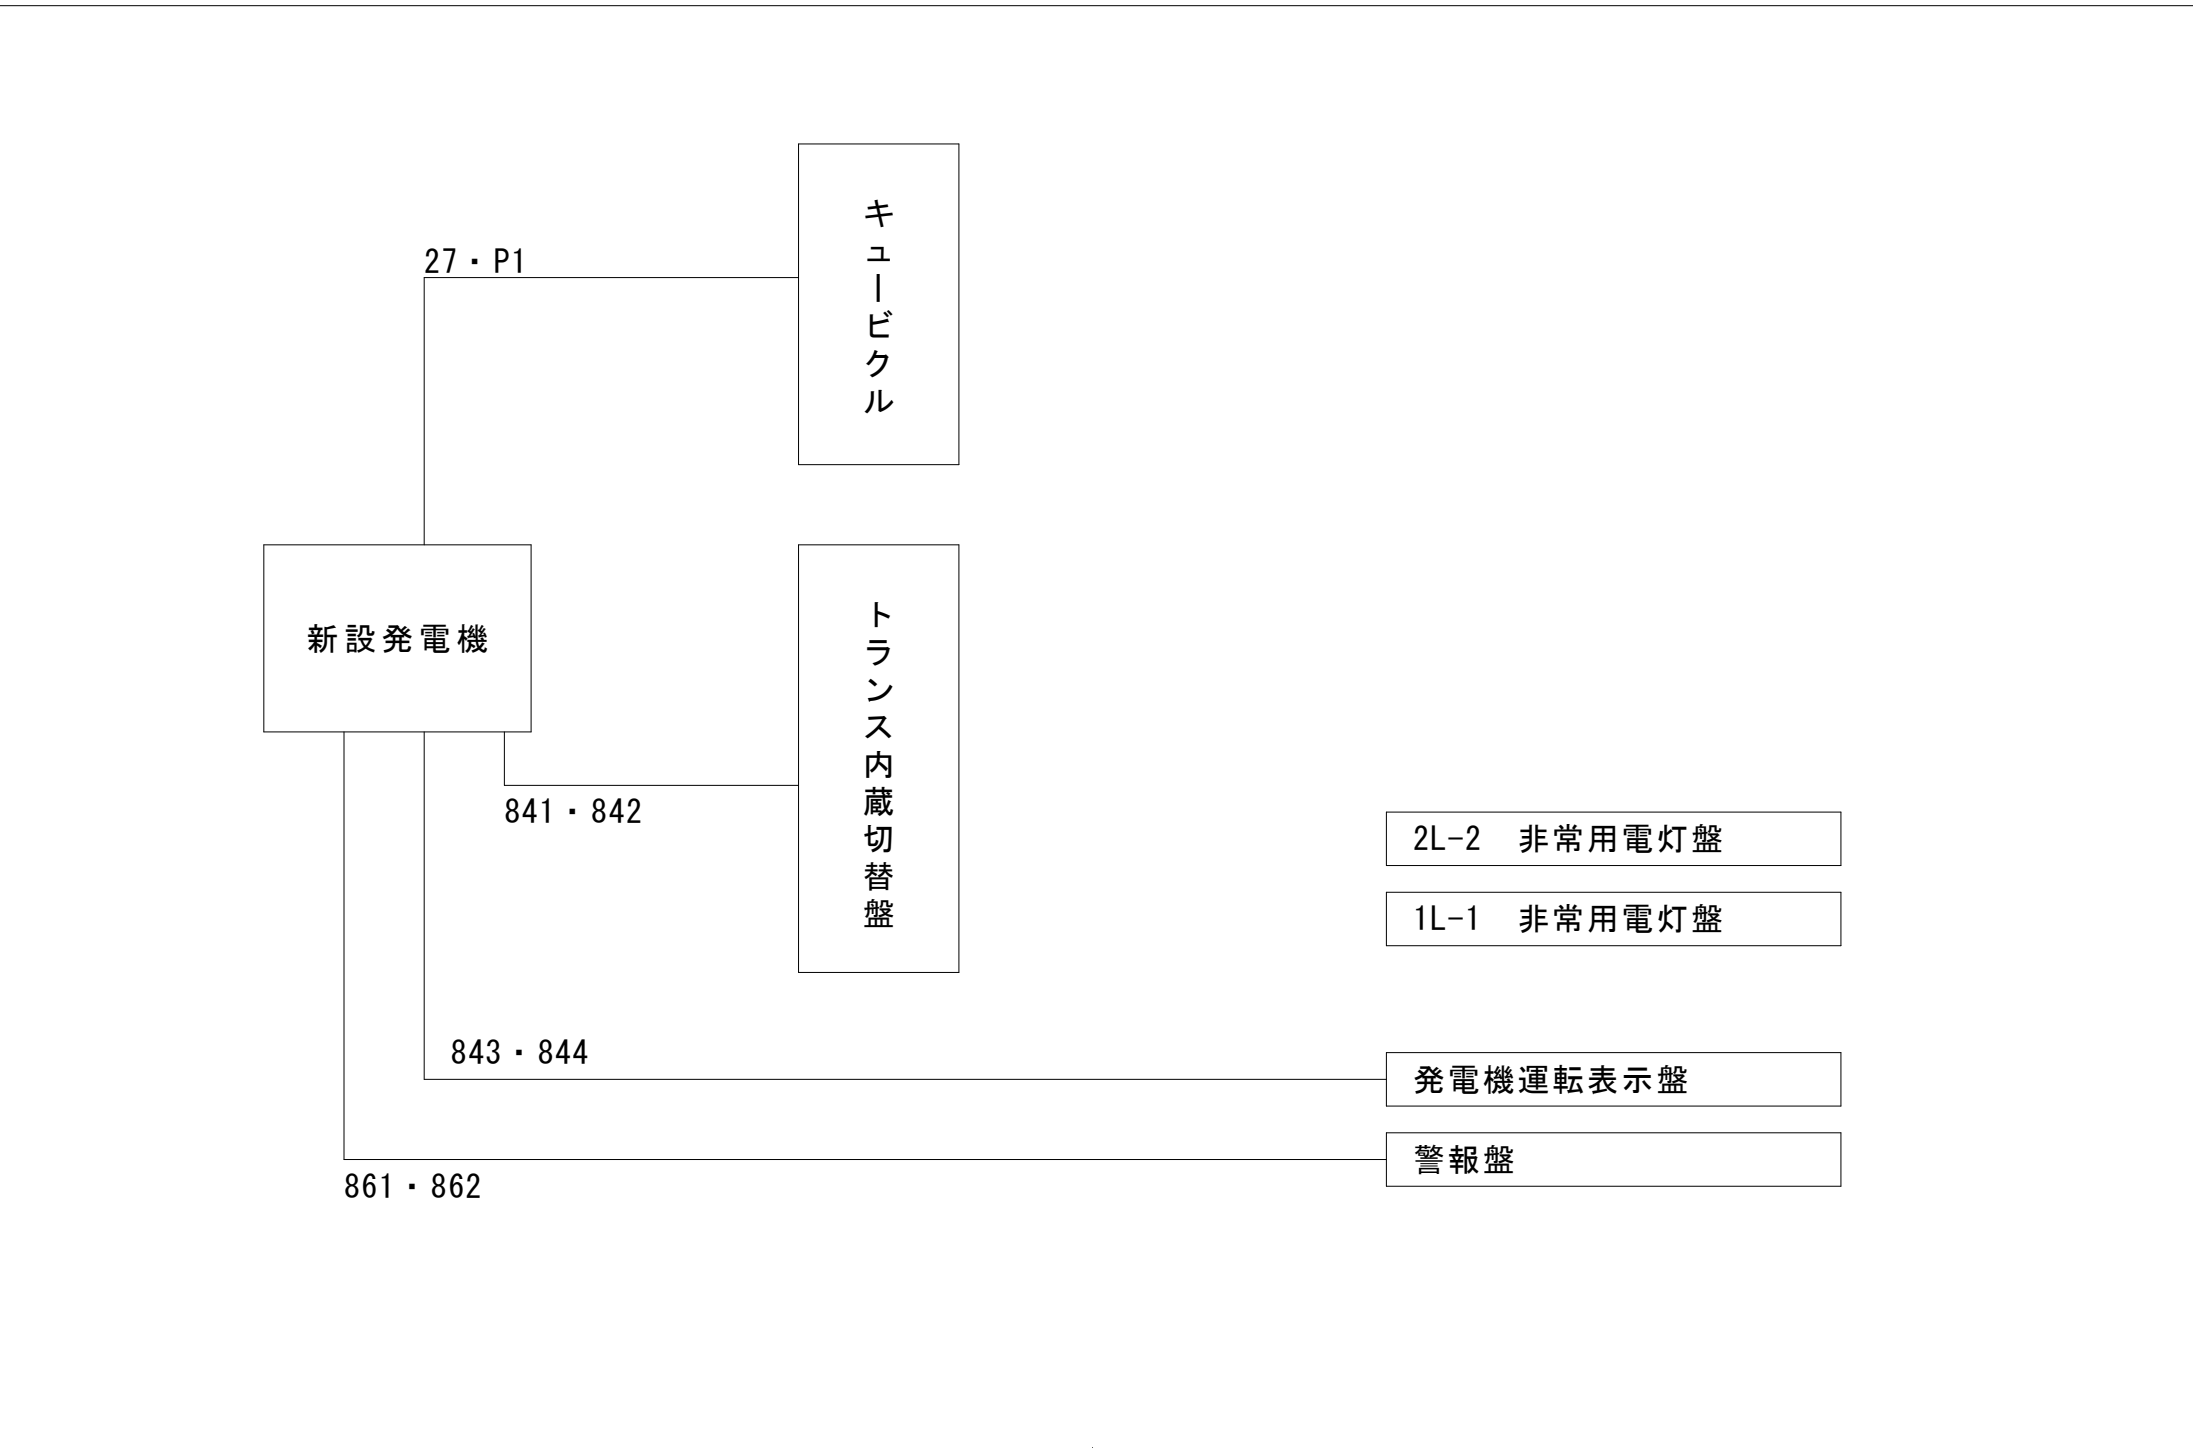 キュービクル
27・P1
新設発電機
トランス内蔵切替盤
841・842
2L-2　非常用電灯盤
1L-1　非常用電灯盤
843・844
発電機運転表示盤
警報盤
861・862